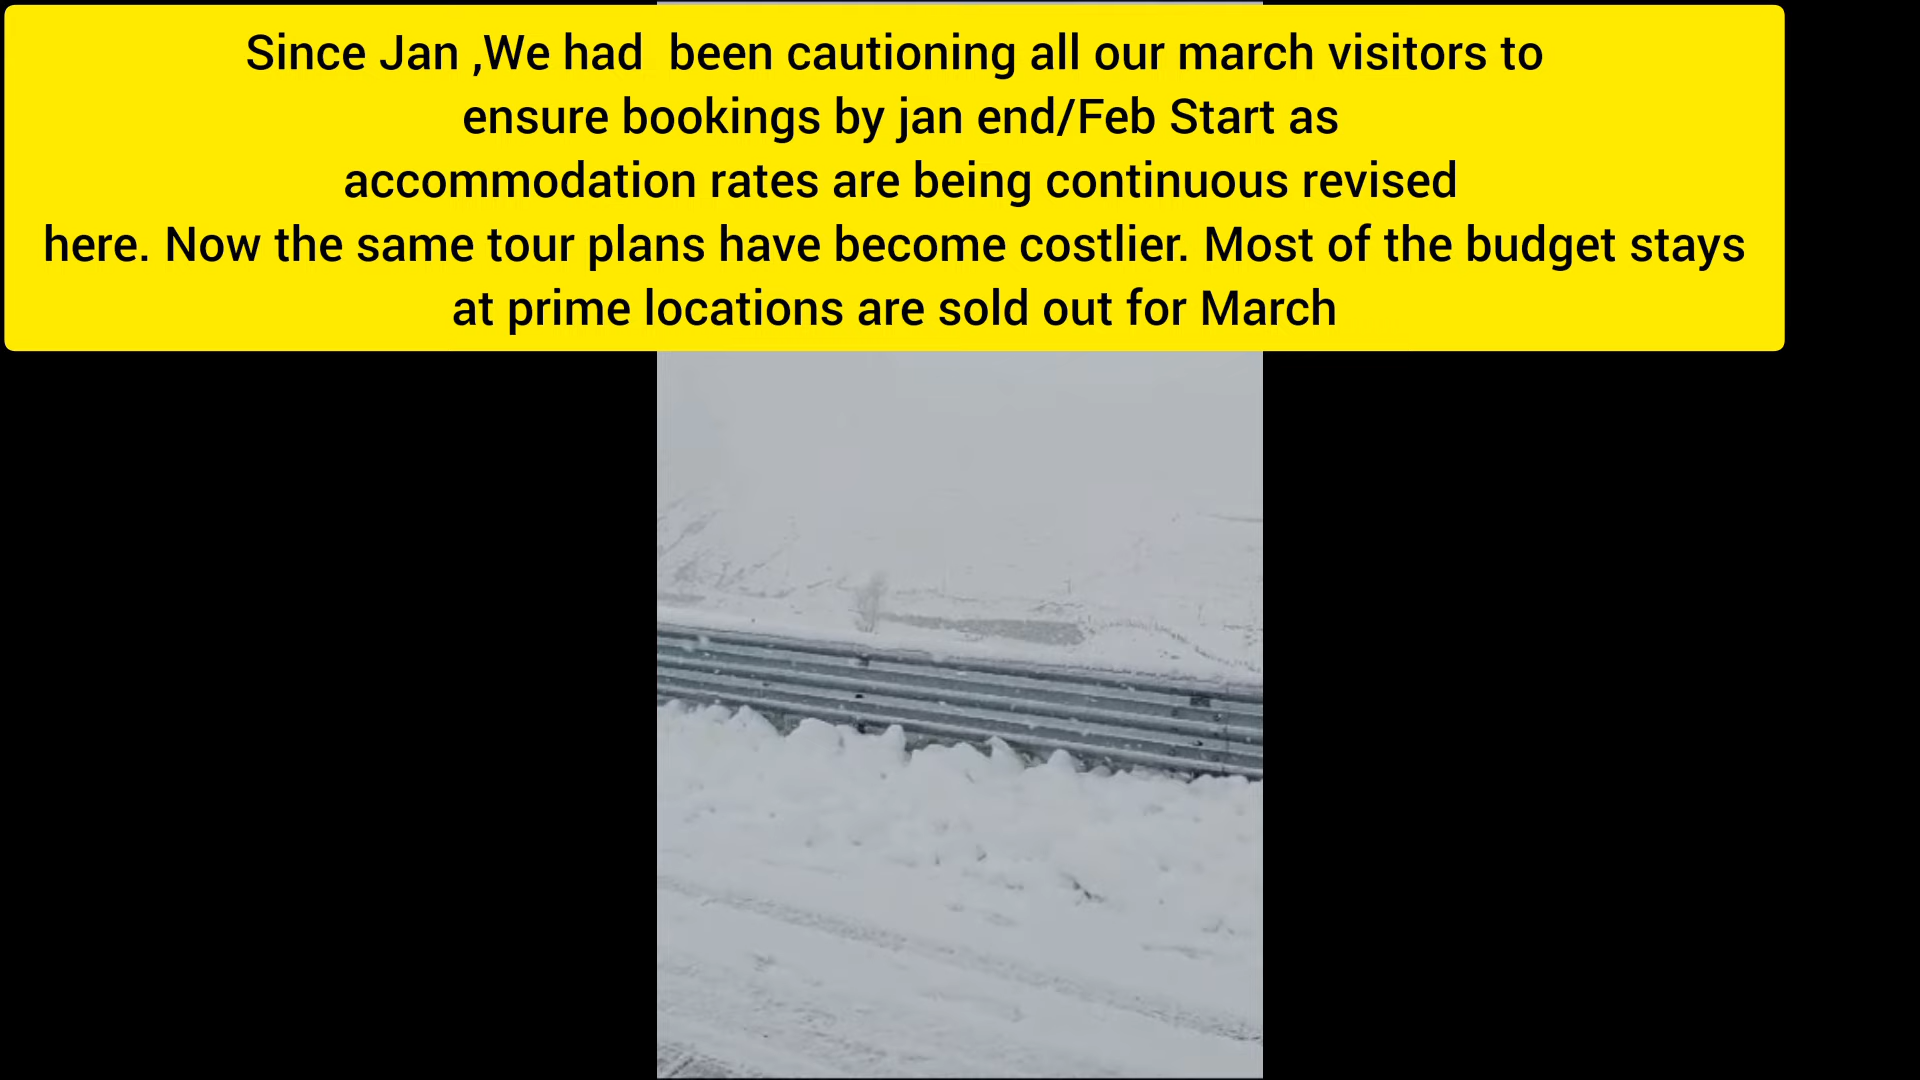 Since Jan ,We had  been cautioning all our march visitors to
ensure bookings by jan end/Feb Start as
accommodation rates are being continuous revised
here. Now the same tour plans have become costlier. Most of the budget stays
at prime locations are sold out for March